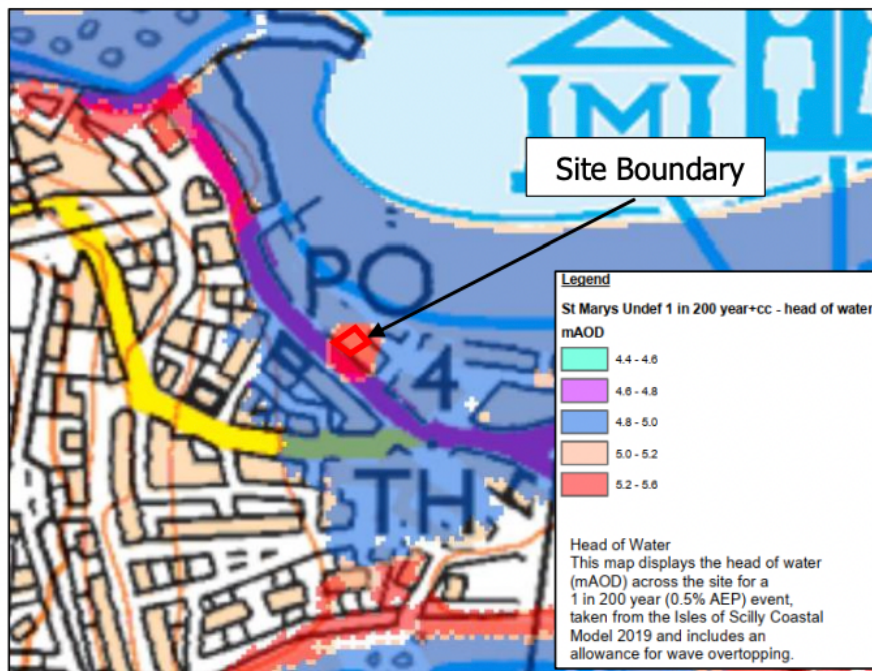 Site Boundary
PO
4
TH
Legend
St Marys Undef 1 in 200 year+cc - head of water
mAOD
4.4 - 4.6
4.6 - 4.8
4.8 - 5.0
5.0 - 5.2
5.2 - 5.6
Head of Water
This map displays the head of water
(mAOD) across the site for a
1 in 200 year (0.5% AEP) event,
taken from the Isles of Scilly Coastal
Model 2019 and includes an
allowance for wave overtopping.